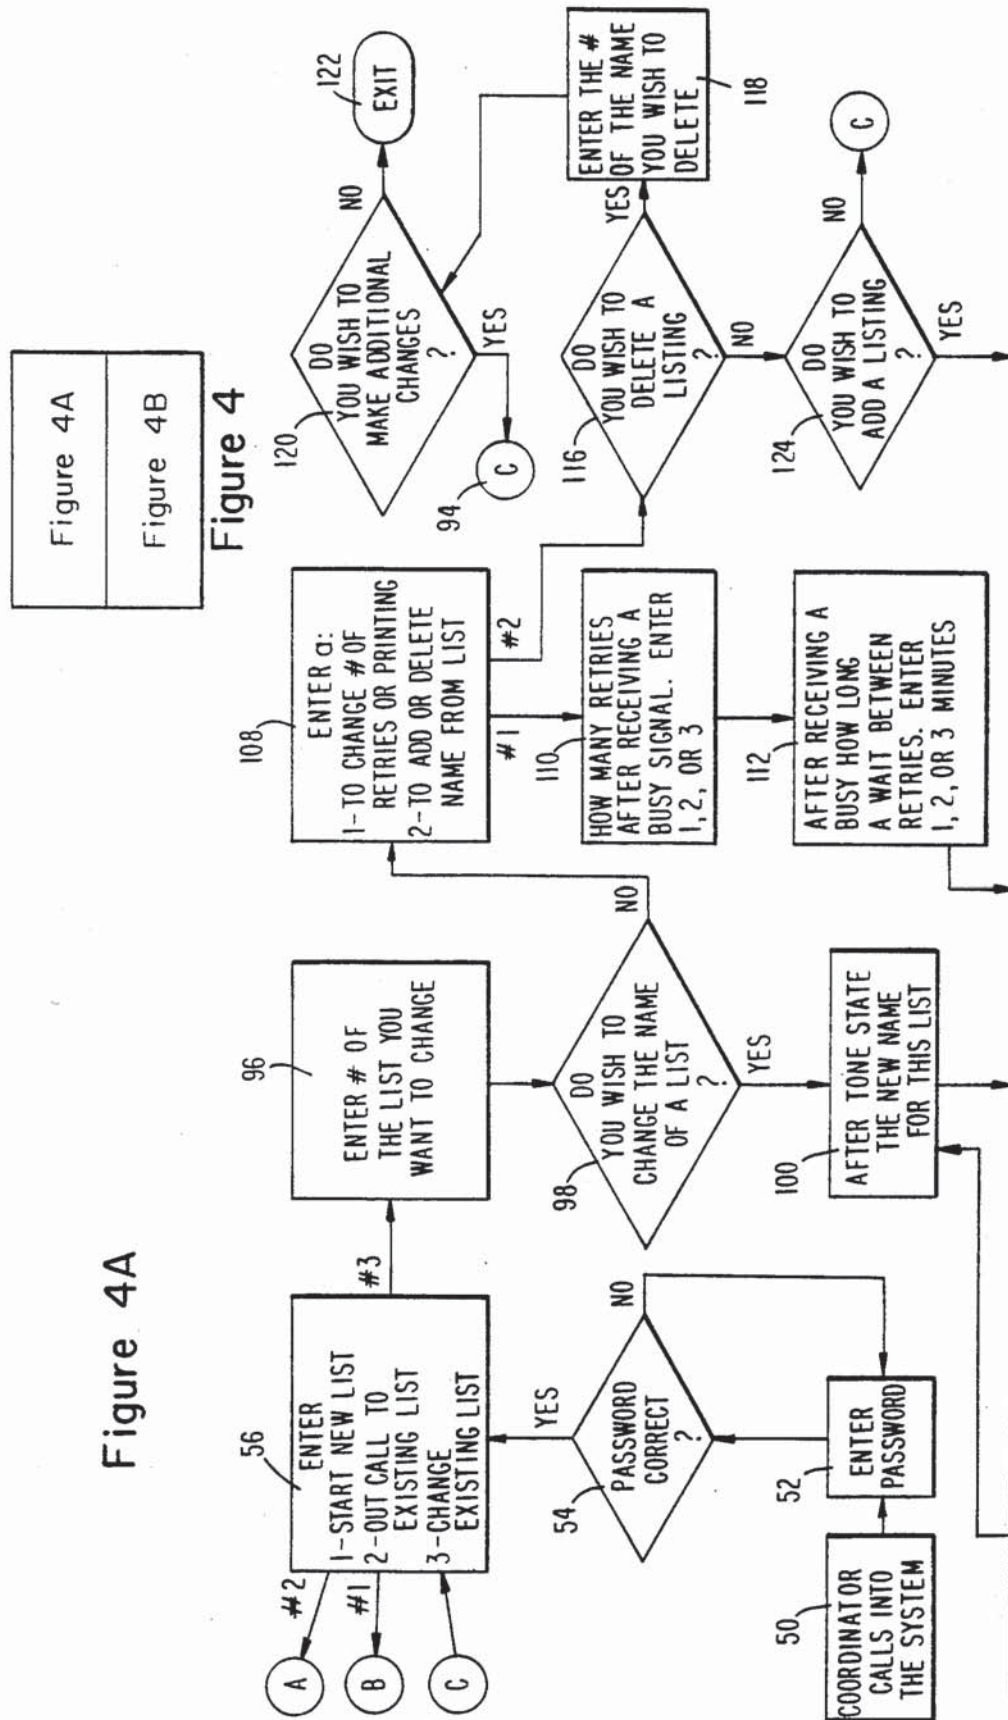 Figure 4A
Figure 4B
Figure 4
Figure 4A
50
COORDINATOR
CALLS INTO
THE SYSTEM
52
ENTER
PASSWORD
54
PASSWORD
CORRECT
?
NO
YES
56
ENTER
1-START NEW LIST
2-OUT CALL TO
EXISTING LIST
3-CHANGE
EXISTING LIST
#2
A
#1
B
C
#3
96
ENTER # OF
THE LIST YOU
WANT TO CHANGE
98
DO
YOU WISH TO
CHANGE THE NAME
OF A LIST
?
NO
YES
100
AFTER TONE STATE
THE NEW NAME
FOR THIS LIST
108
ENTER a:
1-TO CHANGE # OF
RETRIES OR PRINTING
2-TO ADD OR DELETE
NAME FROM LIST
#1
#2
110
HOW MANY RETRIES
AFTER RECEIVING A
BUSY SIGNAL. ENTER
1, 2, OR 3
112
AFTER RECEIVING A
BUSY HOW LONG
A WAIT BETWEEN
RETRIES. ENTER
1, 2, OR 3 MINUTES
120
DO
YOU WISH TO
MAKE ADDITIONAL
CHANGES
?
NO
122
EXIT
YES
94
C
116
DO
YOU WISH TO
DELETE A
LISTING
?
YES
ENTER THE #
OF THE NAME
YOU WISH TO
DELETE
118
NO
124
DO
YOU WISH TO
ADD A LISTING
?
NO
C
YES